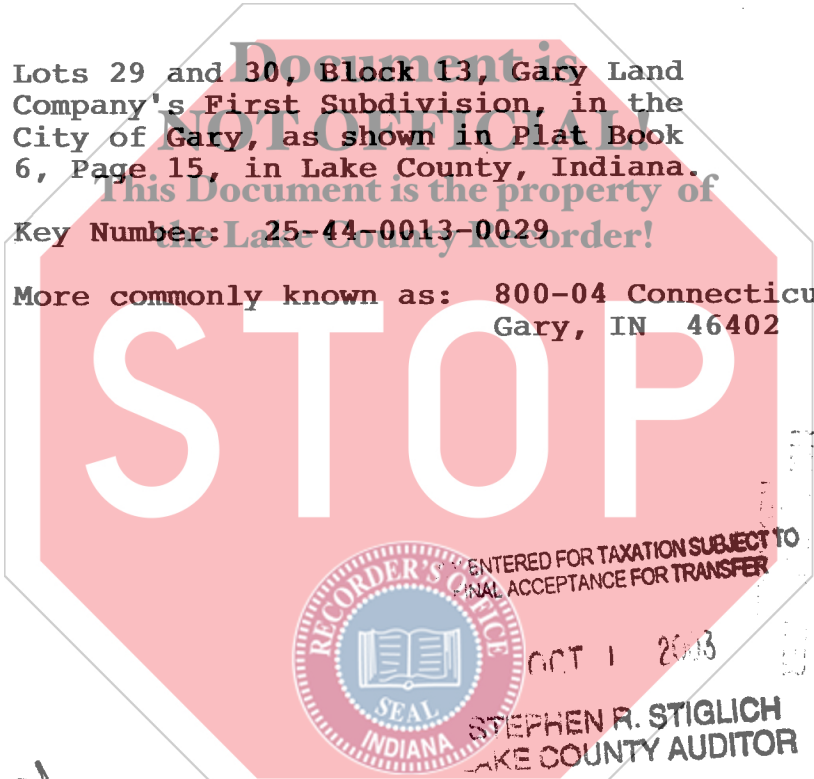 Document is
NOT OFFICIAL!
This Document is the property of
the Lake County Recorder!
Lots 29 and 30, Block 13, Gary Land
Company's First Subdivision, in the
City of Gary, as shown in Plat Book
6, Page 15, in Lake County, Indiana.
Key Number: 25-44-0013-0029
More commonly known as: 800-04 Connecticu
Gary, IN 46402
STOP
ENTERED FOR TAXATION SUBJECT TO
FINAL ACCEPTANCE FOR TRANSFER
OCT 1 2003
STEPHEN R. STIGLICH
LAKE COUNTY AUDITOR
RECORDER'S OFFICE
SEAL
INDIANA